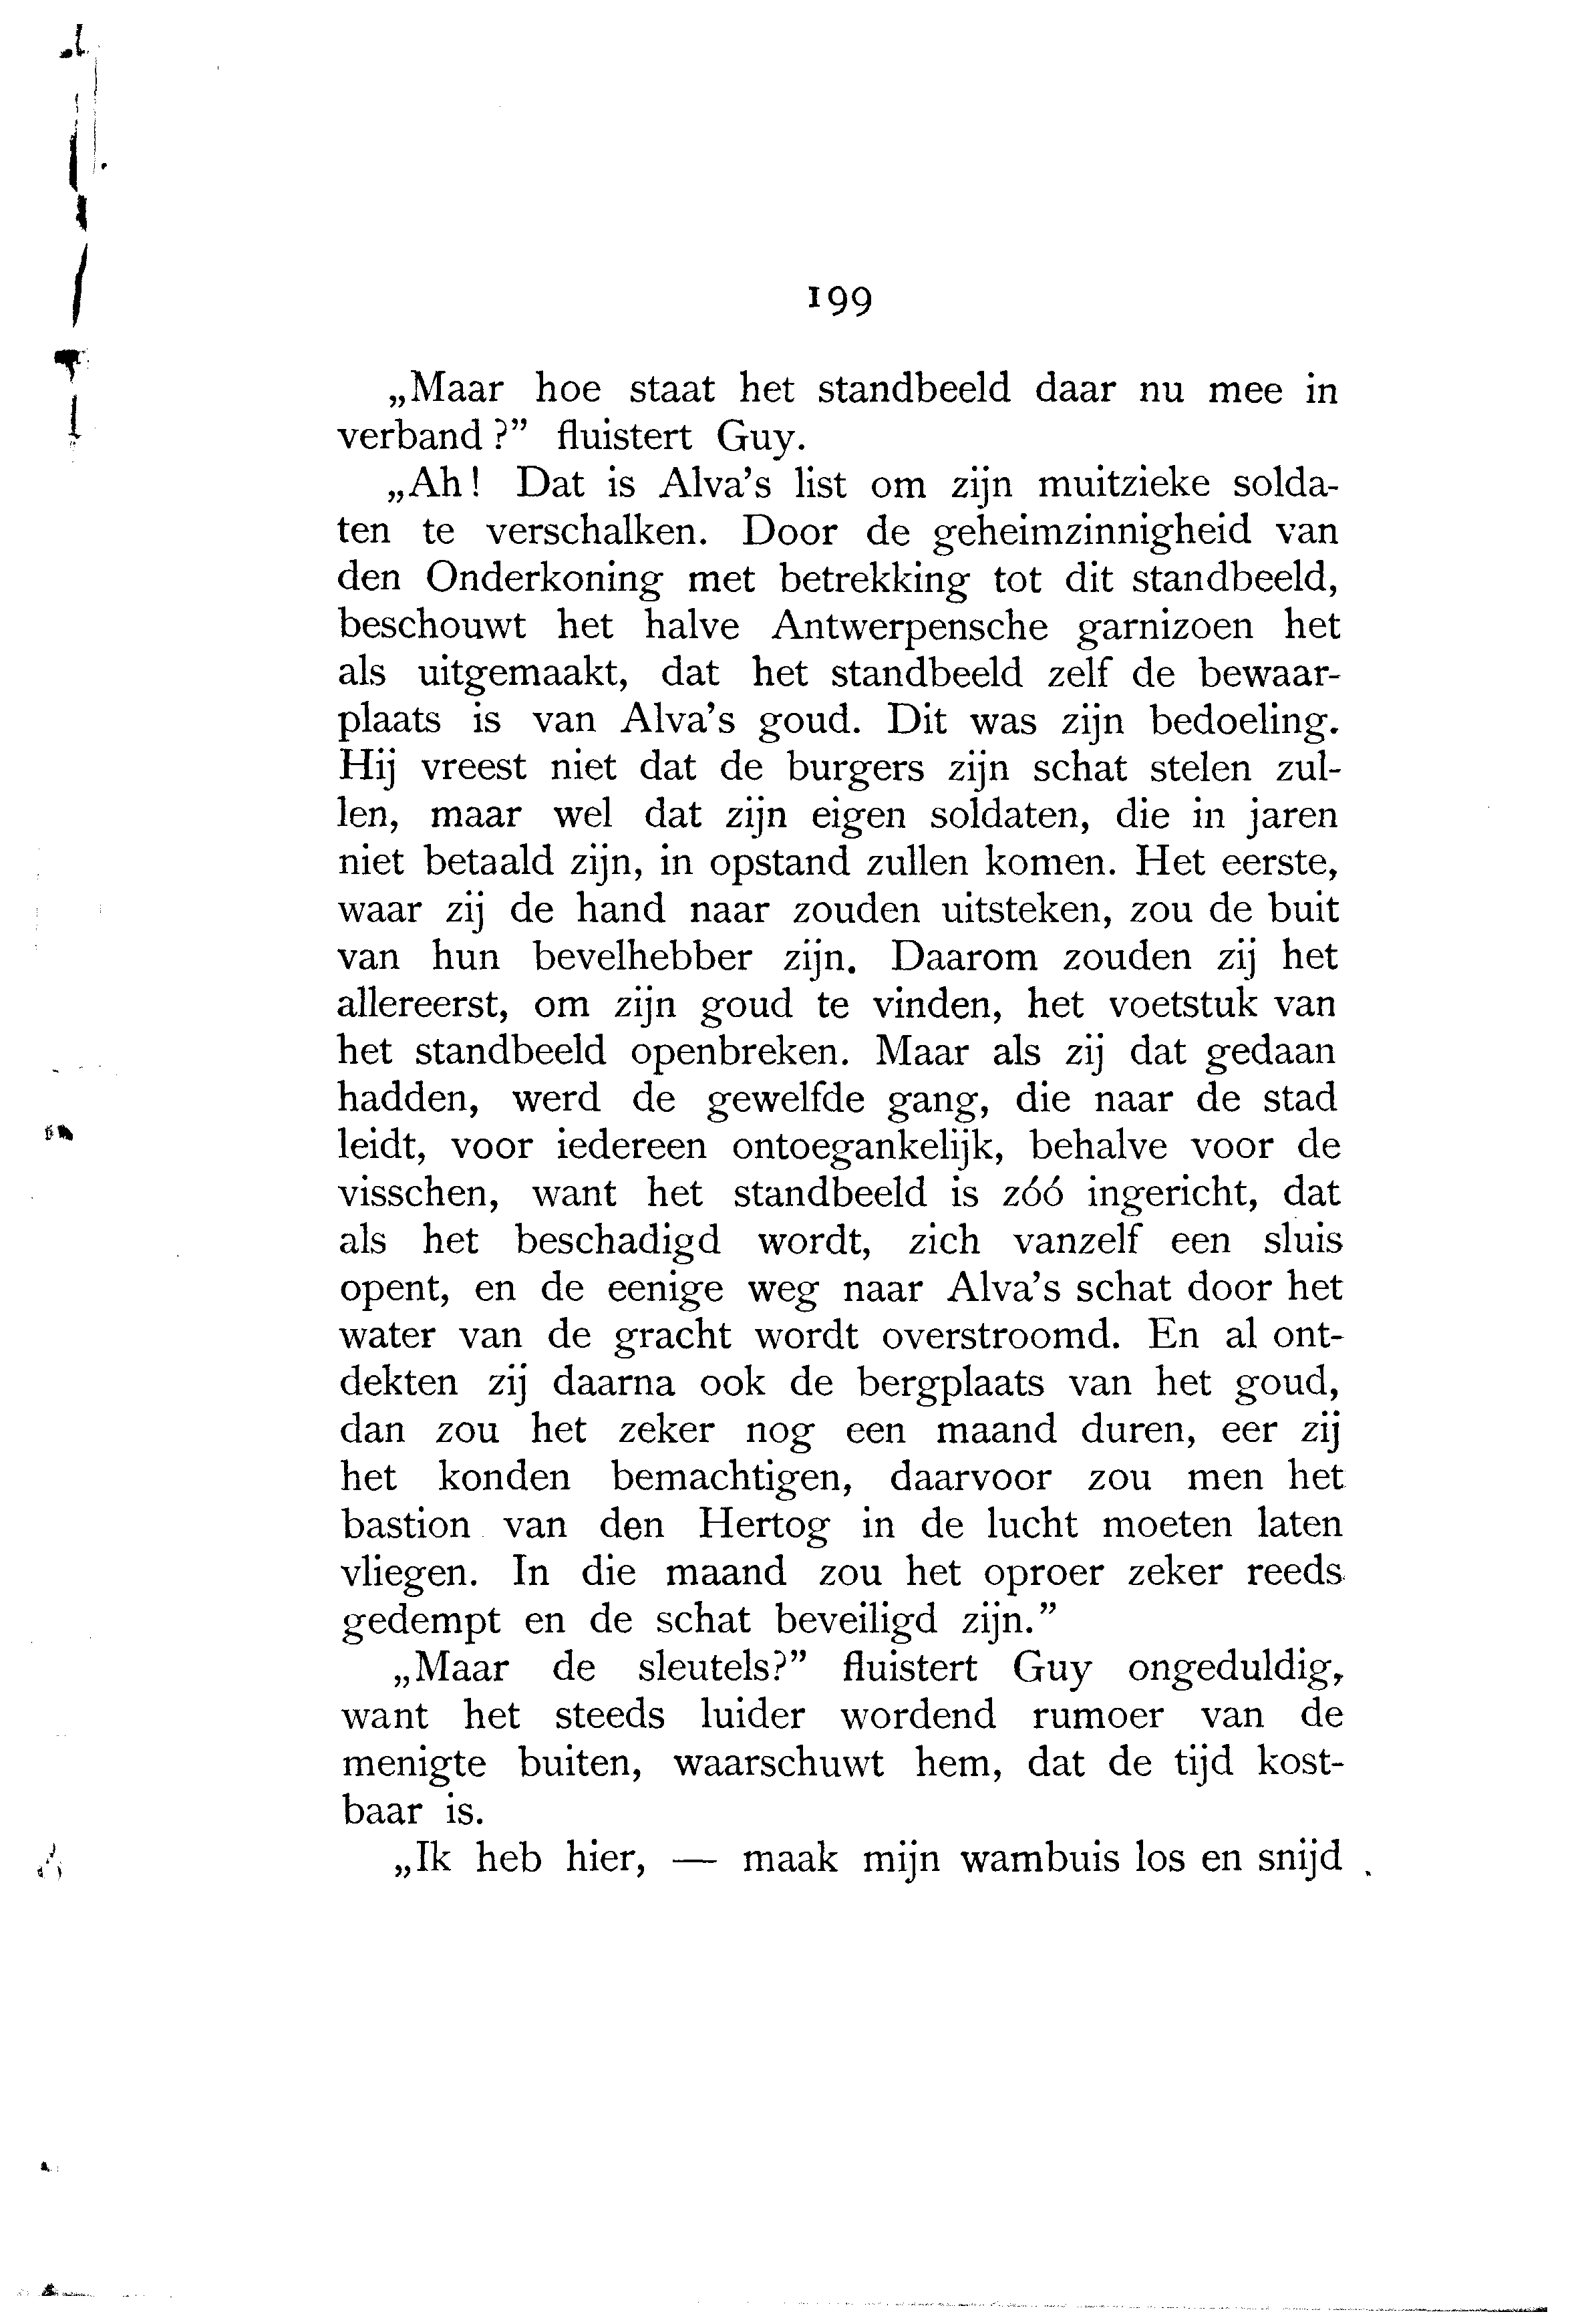 199
„Maar hoe staat het standbeeld daar nu mee in
verband?” fluistert Guy.
„Ah! Dat is Alva’s list om zijn muitzieke solda-
ten te verschalken. Door de geheimzinnigheid van
den Onderkoning met betrekking tot dit standbeeld,
beschouwt het halve Antwerpensche garnizoen het
als uitgemaakt, dat het standbeeld zelf de bewaar-
plaats is van Alva’s goud. Dit was zijn bedoeling.
Hij vreest niet dat de burgers zijn schat stelen zul-
len, maar wel dat zijn eigen soldaten, die in jaren
niet betaald zijn, in opstand zullen komen. Het eerste,
waar zij de hand naar zouden uitsteken, zou de buit
van hun bevelhebber zijn. Daarom zouden zij het
allereerst, om zijn goud te vinden, het voetstuk van
het standbeeld openbreken. Maar als zij dat gedaan
hadden, werd de gewelfde gang, die naar de stad
leidt, voor iedereen ontoegankelijk, behalve voor de
visschen, want het standbeeld is zóó ingericht, dat
als het beschadigd wordt, zich vanzelf een sluis
opent, en de eenige weg naar Alva’s schat door het
water van de gracht wordt overstroomd. En al ont-
dekten zij daarna ook de bergplaats van het goud,
dan zou het zeker nog een maand duren, eer zij
het konden bemachtigen, daarvoor zou men het
bastion van den Hertog in de lucht moeten laten
vliegen. In die maand zou het oproer zeker reeds
gedempt en de schat beveiligd zijn.”
„Maar de sleutels?” fluistert Guy ongeduldig,
want het steeds luider wordend rumoer van de
menigte buiten, waarschuwt hem, dat de tijd kost-
baar is.
„Ik heb hier, — maak mijn wambuis los en snijd